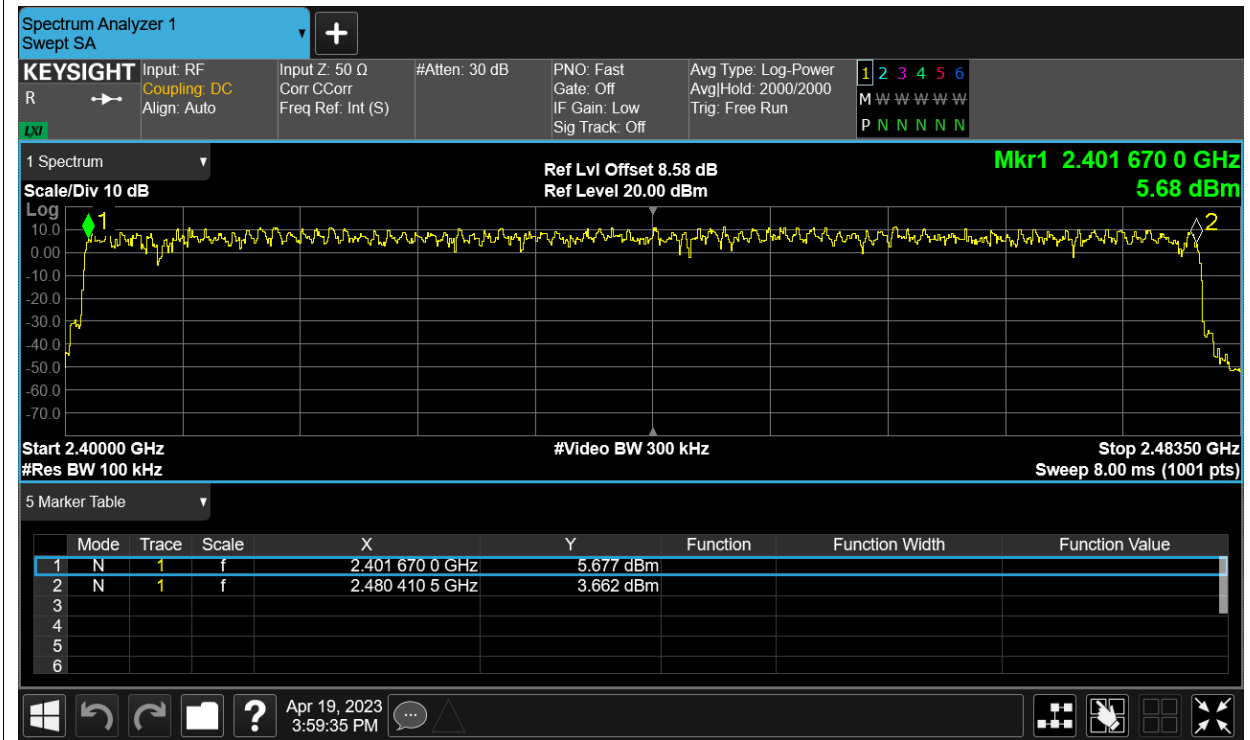 Spectrum Analyzer 1
Swept SA
+
KEYSIGHT Input: RF Input Z: 50 Ω #Atten: 30 dB PNO: Fast Avg Type: Log-Power 1 2 3 4 5 6
R Coupling: DC Corr CCorr Gate: Off Avg|Hold: 2000/2000 M W W W W W
Align: Auto Freq Ref: Int (S) IF Gain: Low Trig: Free Run
LXI Sig Track: Off P N N N N N
1 Spectrum Ref Lvl Offset 8.58 dB Mkr1 2.401 670 0 GHz
Scale/Div 10 dB Ref Level 20.00 dBm 5.68 dBm
Log
1 2
10.0
0.00
-10.0
-20.0
-30.0
-40.0
-50.0
-60.0
-70.0
Start 2.40000 GHz #Video BW 300 kHz Stop 2.48350 GHz
#Res BW 100 kHz Sweep 8.00 ms (1001 pts)
5 Marker Table
Mode Trace Scale X Y Function Function Width Function Value
1 N 1 f 2.401 670 0 GHz 5.677 dBm
2 N 1 f 2.480 410 5 GHz 3.662 dBm
3
4
5
6
? Apr 19, 2023
3:59:35 PM